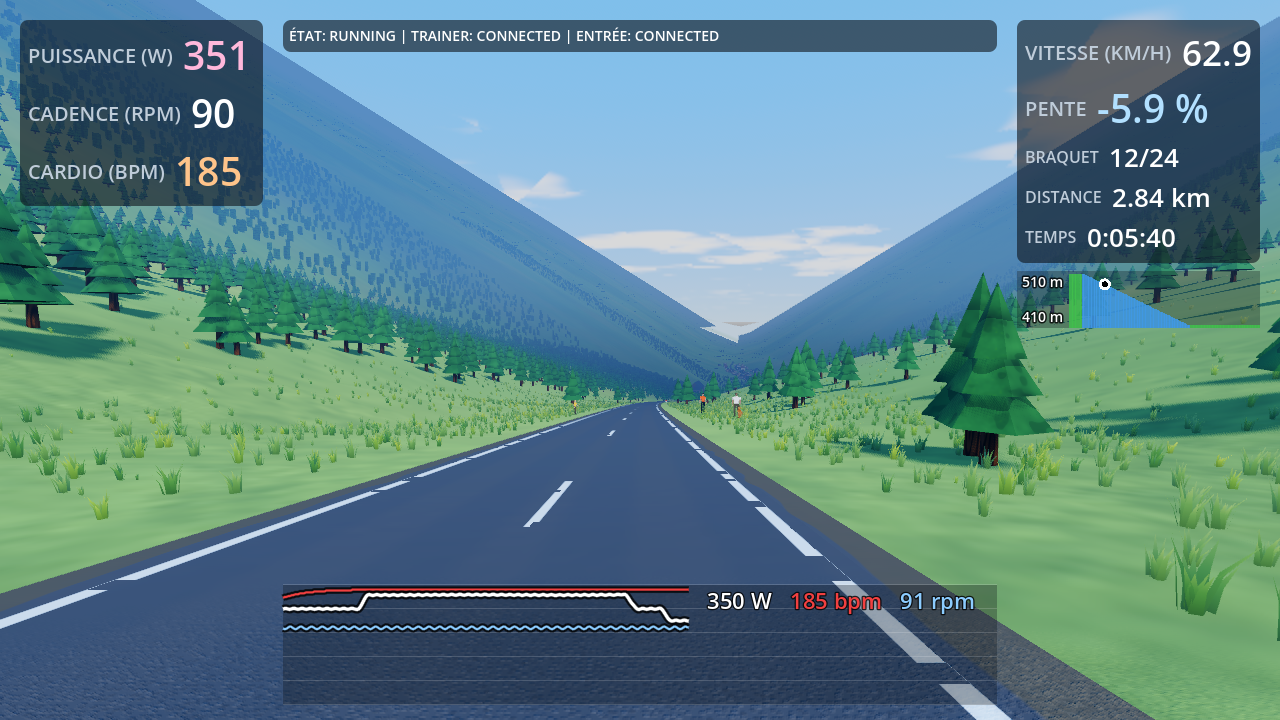 PUISSANCE (W) 351
CADENCE (RPM) 90
CARDIO (BPM) 185
ÉTAT: RUNNING | TRAINER: CONNECTED | ENTRÉE: CONNECTED
VITESSE (KM/H) 62.9
PENTE -5.9 %
BRAQUET 12/24
DISTANCE 2.84 km
TEMPS 0:05:40
510 m
410 m
350 W 185 bpm 91 rpm